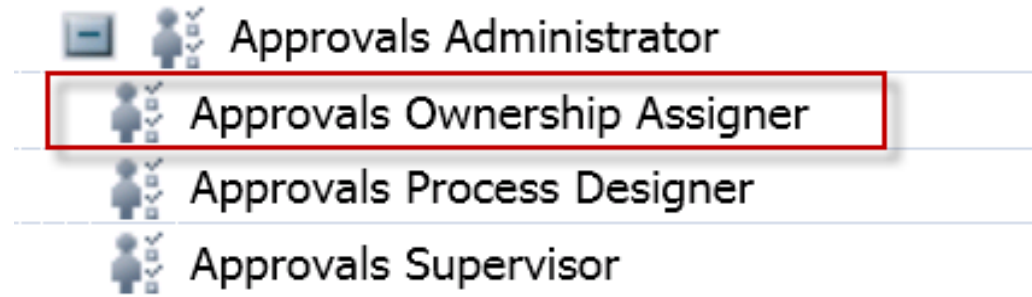 Approvals Administrator
Approvals Ownership Assigner
Approvals Process Designer
Approvals Supervisor